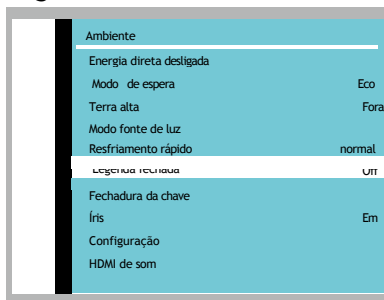 Ambiente
Energia direta desligada
Modo de espera Eco
Terra alta Fora
Modo fonte de luz
Resfriamento rápido normal
Legenda fechada Off
Fechadura da chave
Íris Em
Configuração
HDMI de som